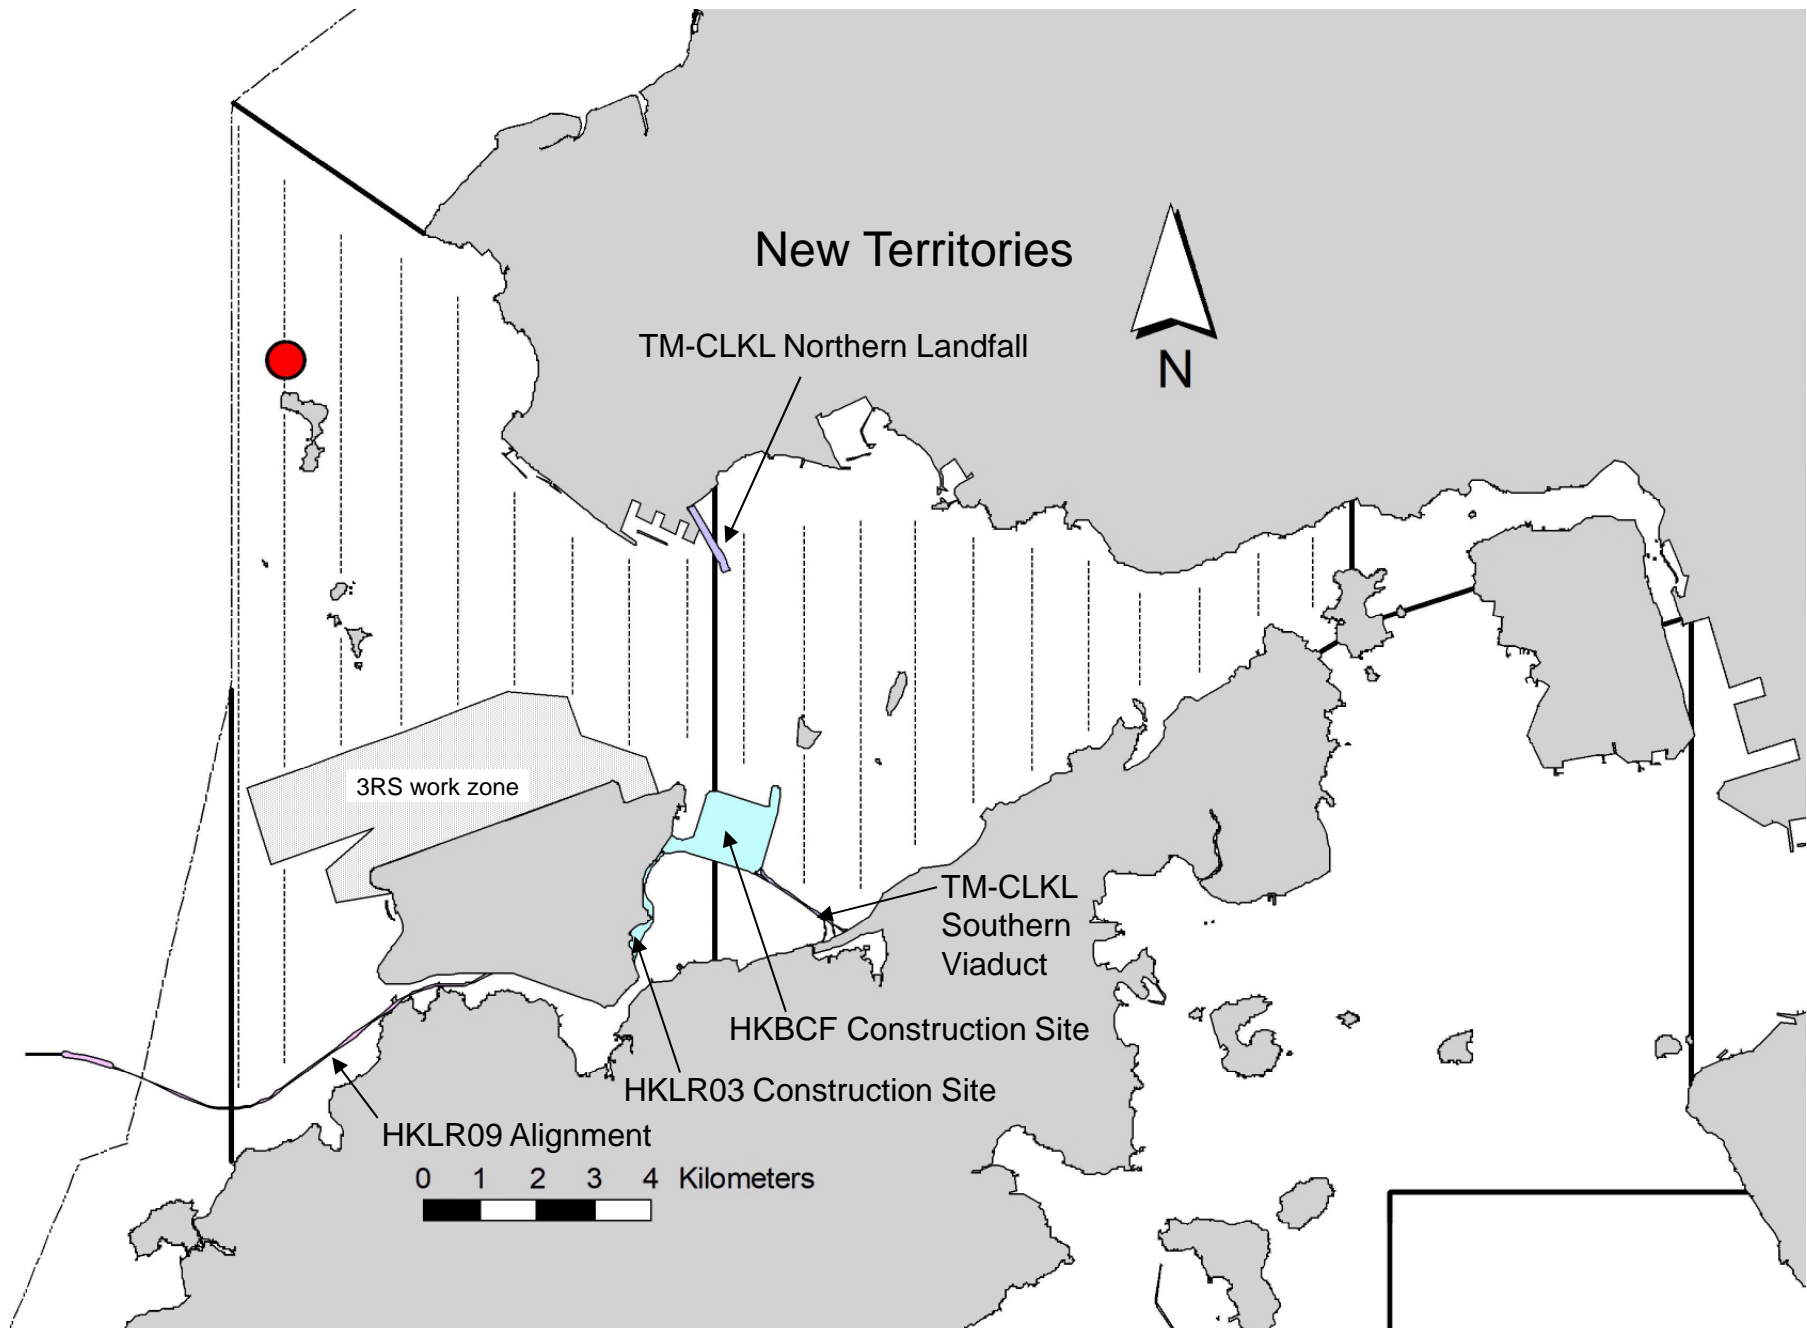 New Territories
TM-CLKL Northern Landfall
N
3RS work zone
TM-CLKL
Southern
Viaduct
HKBCF Construction Site
HKLR03 Construction Site
HKLR09 Alignment
0 1 2 3 4 Kilometers